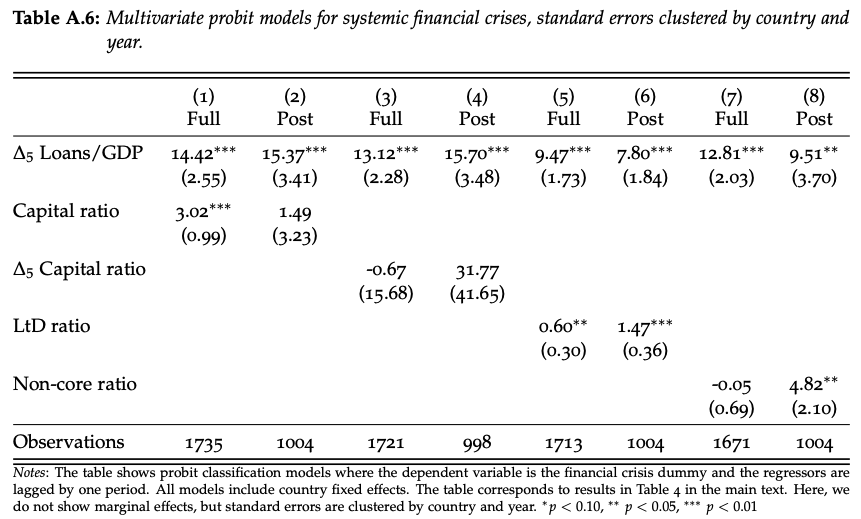 Table A.6: Multivariate probit models for systemic financial crises, standard errors clustered by country and
year.
(1) (2) (3) (4) (5) (6) (7) (8)
Full Post Full Post Full Post Full Post
Δ5 Loans/GDP 14.42*** 15.37*** 13.12*** 15.70*** 9.47*** 7.80*** 12.81*** 9.51**
(2.55) (3.41) (2.28) (3.48) (1.73) (1.84) (2.03) (3.70)
Capital ratio 3.02*** 1.49
(0.99) (3.23)
Δ5 Capital ratio -0.67 31.77
(15.68) (41.65)
LtD ratio 0.60** 1.47***
(0.30) (0.36)
Non-core ratio -0.05 4.82**
(0.69) (2.10)
Observations 1735 1004 1721 998 1713 1004 1671 1004
Notes: The table shows probit classification models where the dependent variable is the financial crisis dummy and the regressors are
lagged by one period. All models include country fixed effects. The table corresponds to results in Table 4 in the main text. Here, we
do not show marginal effects, but standard errors are clustered by country and year. *p < 0.10, ** p < 0.05, *** p < 0.01